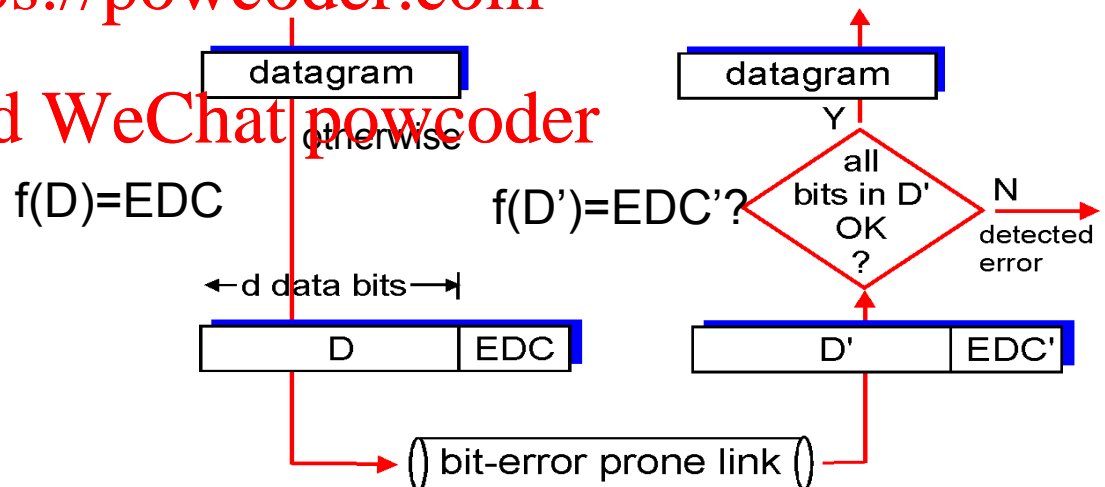 s://powcoder.com
datagram
datagram
d WeChat powcoder
otherwise
Y
all
bits in D'
OK
?
N
detected
error
f(D)=EDC
f(D’)=EDC’?
d data bits
D
EDC
D'
EDC'
bit-error prone link